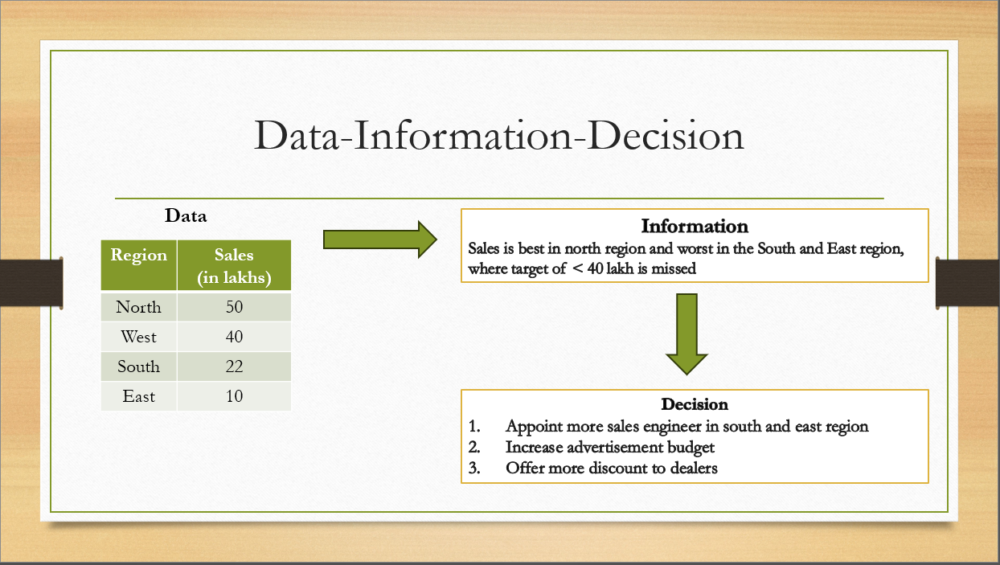 Data-Information-Decision
Data
Region Sales
(in lakhs)
North 50
West 40
South 22
East 10
Information
Sales is best in north region and worst in the South and East region,
where target of < 40 lakh is missed
Decision
1. Appoint more sales engineer in south and east region
2. Increase advertisement budget
3. Offer more discount to dealers